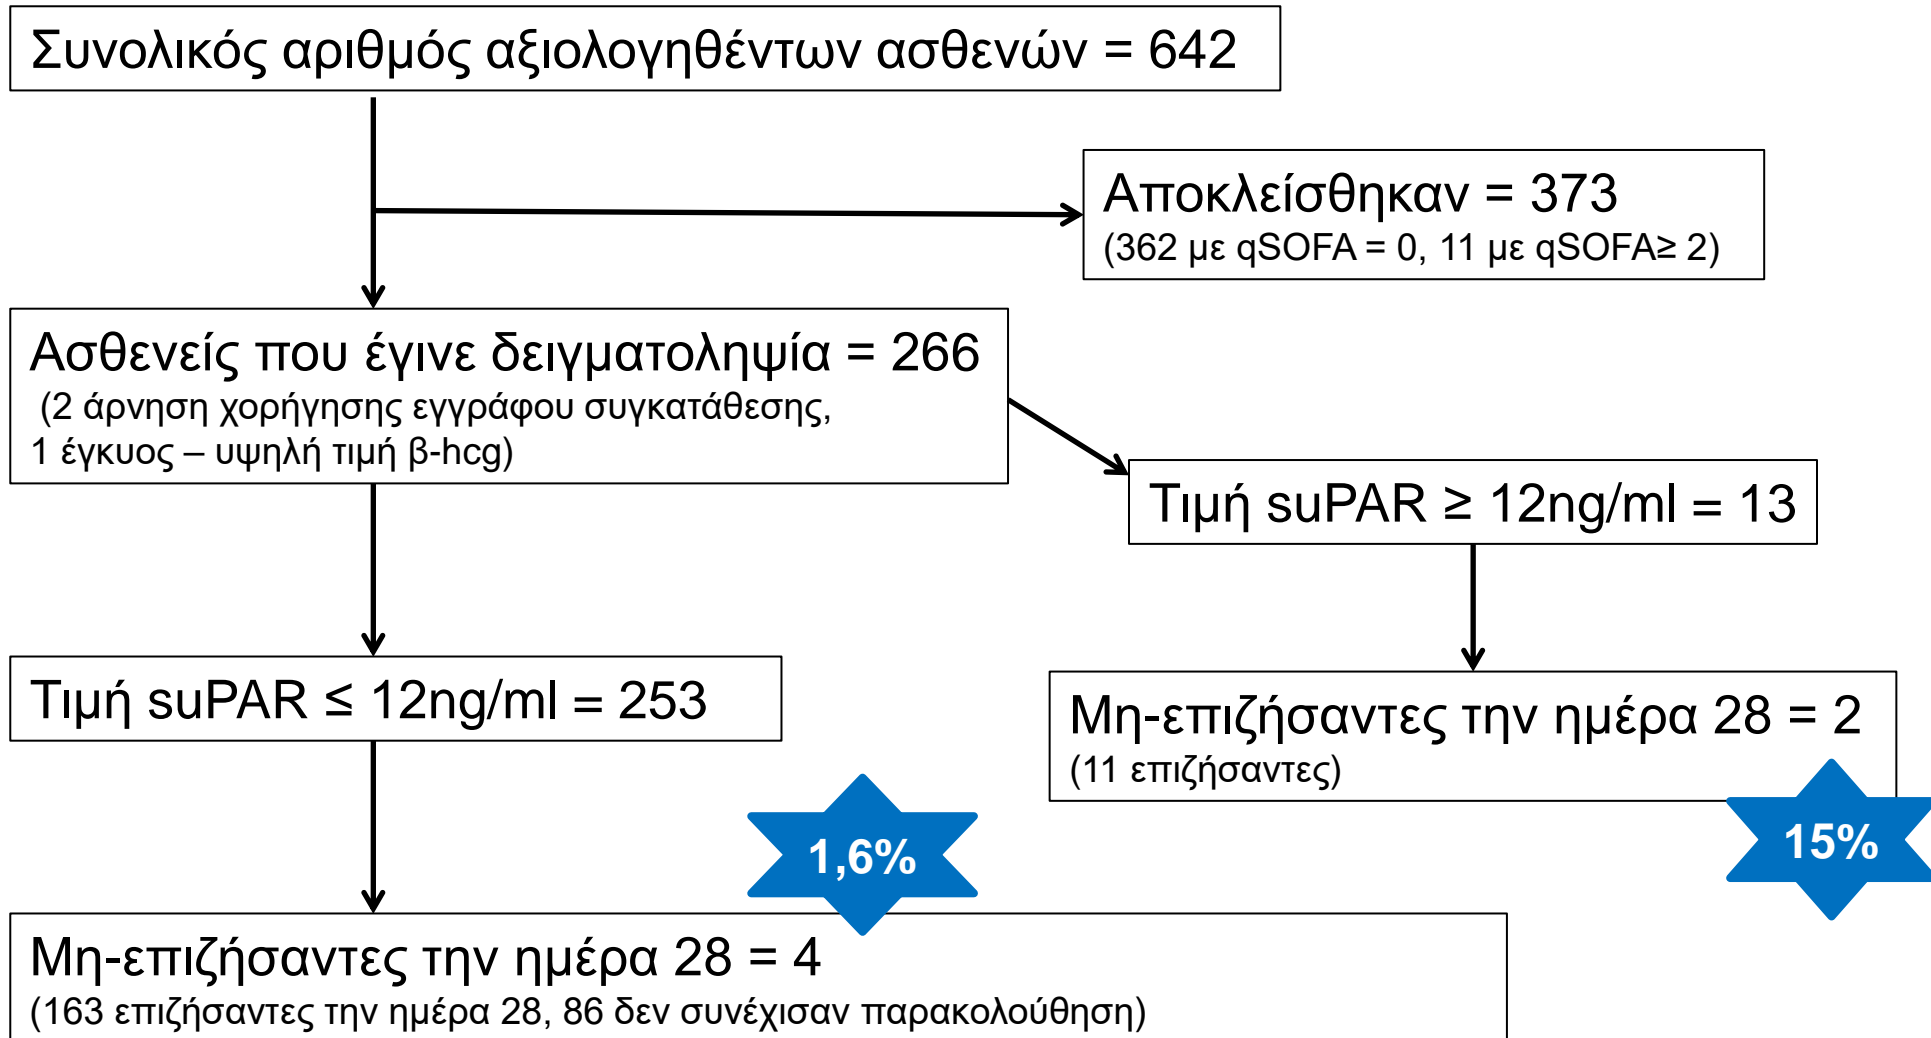 Συνολικός αριθμός αξιολογηθέντων ασθενών = 642
Αποκλείσθηκαν = 373
(362 με qSOFA = 0, 11 με qSOFA≥ 2)
Ασθενείς που έγινε δειγματοληψία = 266
(2 άρνηση χορήγησης εγγράφου συγκατάθεσης,
1 έγκυος – υψηλή τιμή β-hcg)
Τιμή suPAR ≥ 12ng/ml = 13
Τιμή suPAR ≤ 12ng/ml = 253
Μη-επιζήσαντες την ημέρα 28 = 2
(11 επιζήσαντες)
15%
1,6%
Μη-επιζήσαντες την ημέρα 28 = 4
(163 επιζήσαντες την ημέρα 28, 86 δεν συνέχισαν παρακολούθηση)